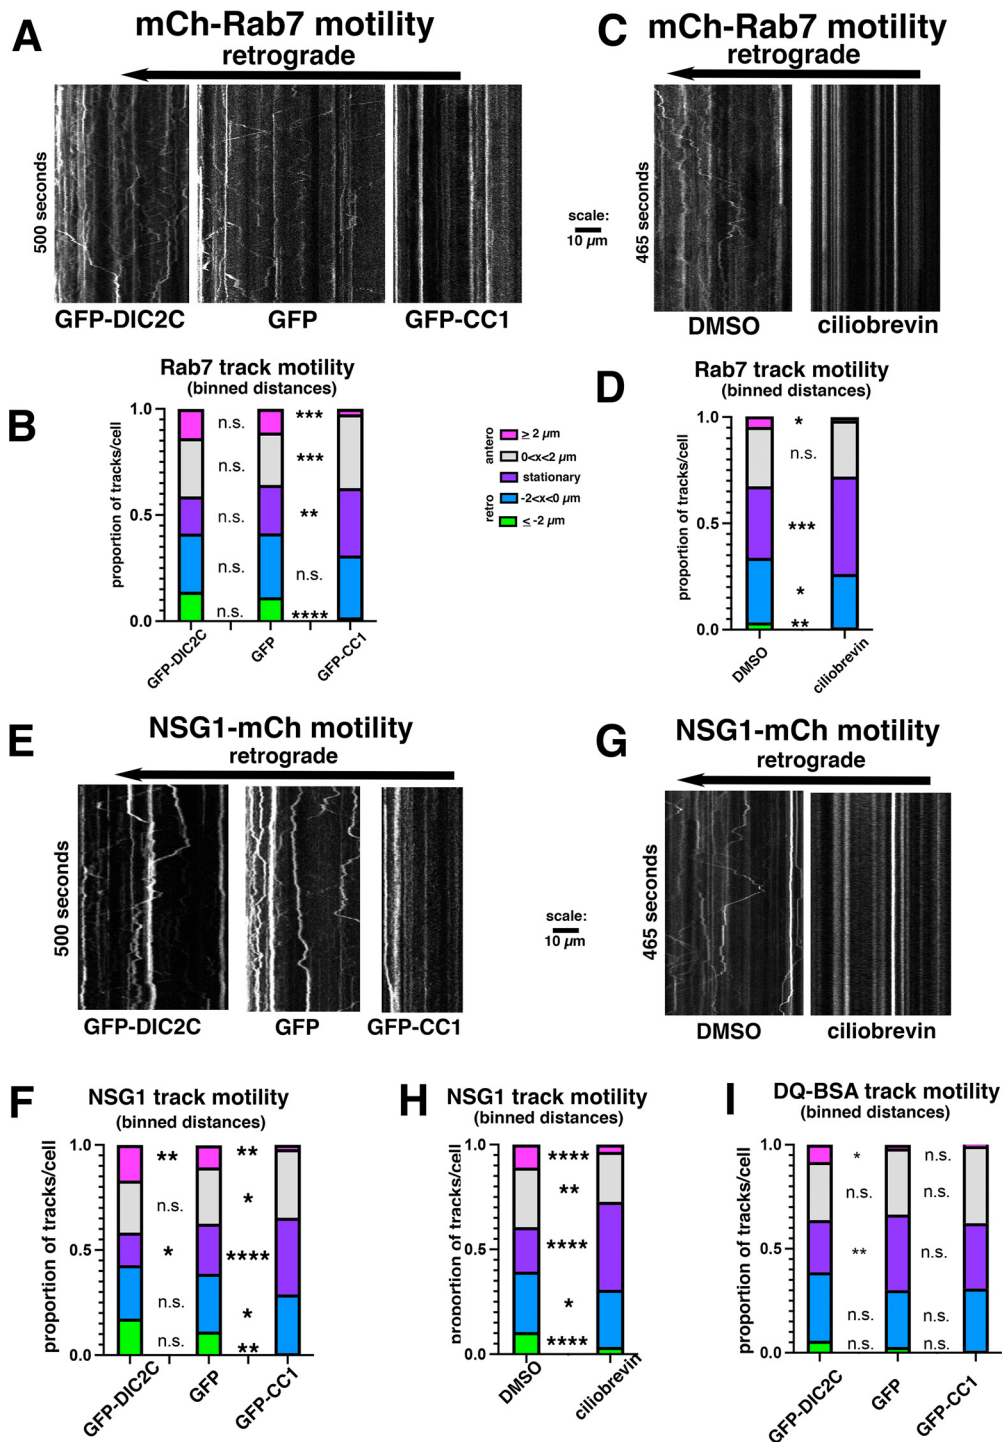 A
mCh-Rab7 motility
retrograde
500 seconds
GFP-DIC2C
GFP
GFP-CC1
scale:
10 µm
C
mCh-Rab7 motility
retrograde
465 seconds
DMSO
ciliobrevin
B
Rab7 track motility
(binned distances)
proportion of tracks/cell
1.0
0.5
0.0
n.s.
n.s.
n.s.
n.s.
n.s.
***
***
**
n.s.
****
GFP-DIC2C
GFP
GFP-CC1
antero
retro
≥ 2 µm
0<x<2 µm
stationary
-2<x<0 µm
≤ -2 µm
D
Rab7 track motility
(binned distances)
proportion of tracks/cell
1.0
0.5
0.0
*
n.s.
***
*
**
DMSO
ciliobrevin
E
NSG1-mCh motility
retrograde
500 seconds
GFP-DIC2C
GFP
GFP-CC1
scale:
10 µm
G
NSG1-mCh motility
retrograde
465 seconds
DMSO
ciliobrevin
F
NSG1 track motility
(binned distances)
proportion of tracks/cell
1.0
0.5
0.0
**
n.s.
*
n.s.
n.s.
**
*
****
*
**
GFP-DIC2C
GFP
GFP-CC1
H
NSG1 track motility
(binned distances)
proportion of tracks/cell
1.0
0.5
0.0
****
**
****
*
****
DMSO
ciliobrevin
I
DQ-BSA track motility
(binned distances)
proportion of tracks/cell
1.0
0.5
0.0
*
n.s.
**
n.s.
n.s.
n.s.
n.s.
n.s.
n.s.
n.s.
GFP-DIC2C
GFP
GFP-CC1